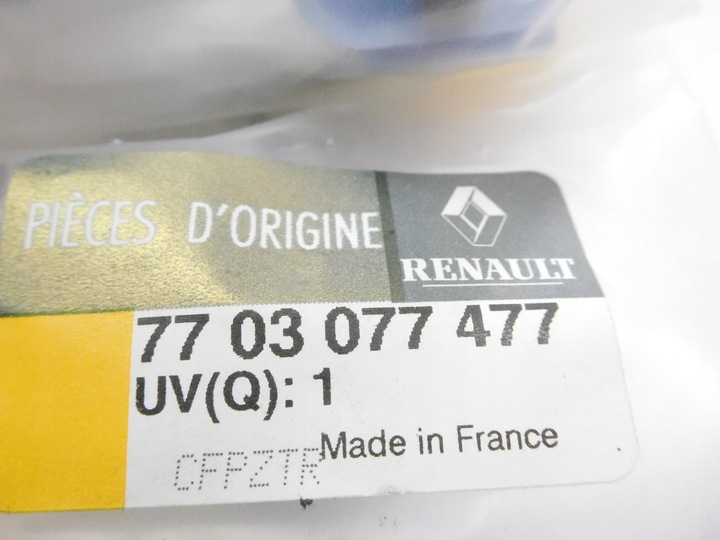 PIÈCES D'ORIGINE
RENAULT
77 03 077 477
UV(Q): 1
Made in France
CFPZTR